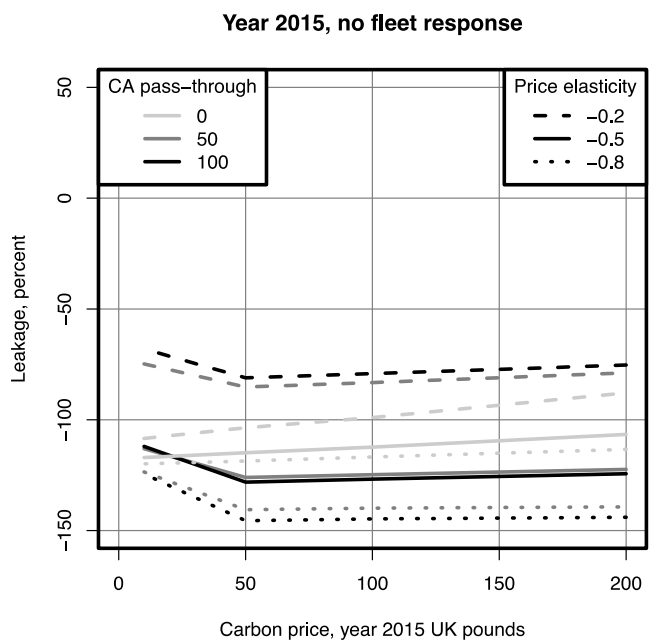 Year 2015, no fleet response
CA pass-through
0
50
100
Price elasticity
−0.2
−0.5
−0.8
Leakage, percent
50
0
−50
−100
−150
0 50 100 150 200
Carbon price, year 2015 UK pounds